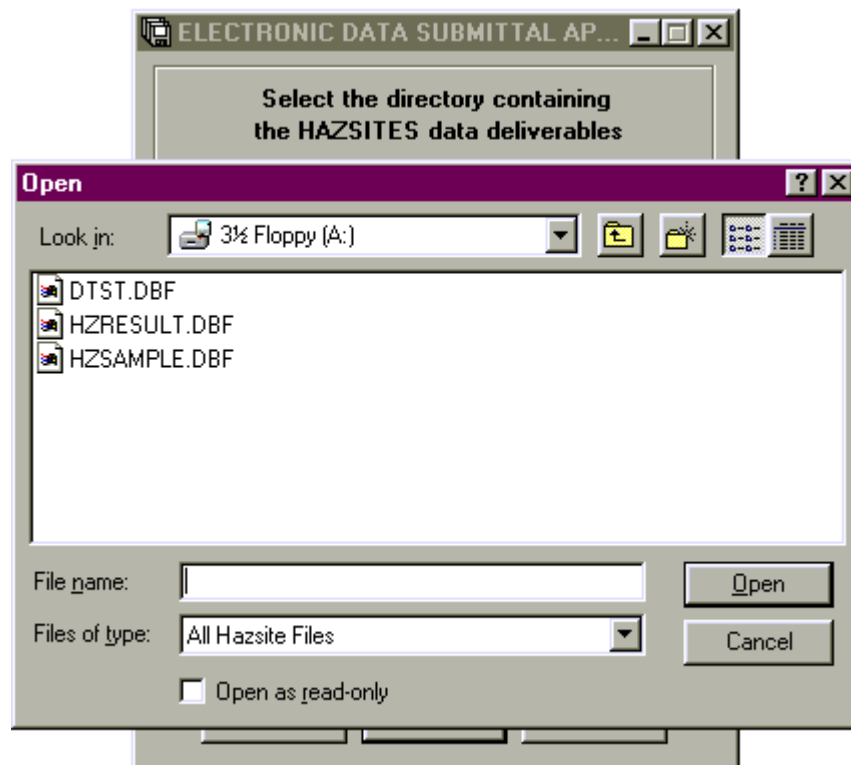 ELECTRONIC DATA SUBMITTAL AP...
Select the directory containing
the HAZSITES data deliverables
Open
Look in:
3½ Floppy (A:)
DTST.DBF
HZRESULT.DBF
HZSAMPLE.DBF
File name:
Open
Files of type:
All Hazsite Files
Cancel
Open as read-only